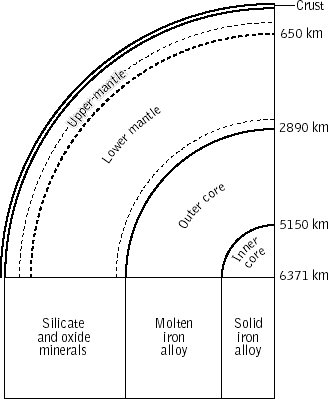 Crust
650 km
Upper mantle
Lower mantle
2890 km
Outer core
5150 km
Inner
core
6371 km
Silicate
and oxide
minerals
Molten
iron
alloy
Solid
iron
alloy